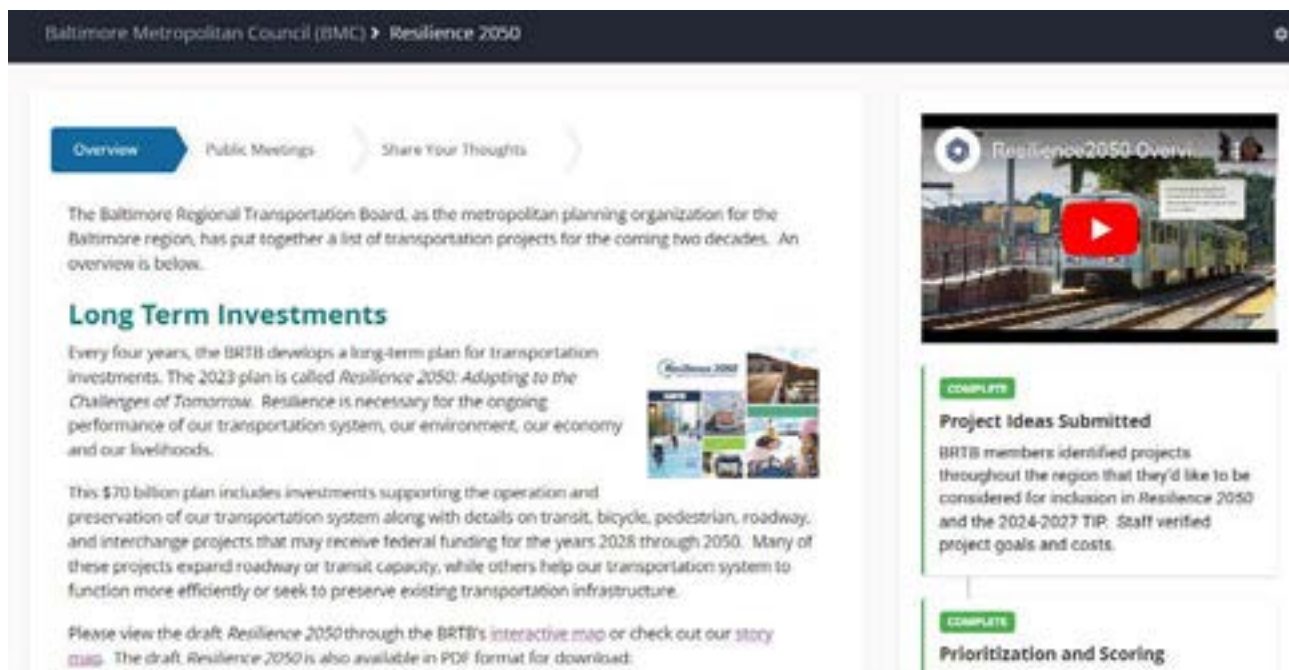 Baltimore Metropolitan Council (BMC) > Resilience 2050
Overview
Public Meetings
Share Your Thoughts
The Baltimore Regional Transportation Board, as the metropolitan planning organization for the
Baltimore region, has put together a list of transportation projects for the coming two decades. An
overview is below.
Long Term Investments
Every four years, the BRTB develops a long-term plan for transportation
investments. The 2023 plan is called Resilience 2050: Adapting to the
Challenges of Tomorrow. Resilience is necessary for the ongoing
performance of our transportation system, our environment, our economy
and our livelihoods.
Resilience 2050
This $70 billion plan includes investments supporting the operation and
preservation of our transportation system along with details on transit, bicycle, pedestrian, roadway,
and interchange projects that may receive federal funding for the years 2028 through 2050. Many of
these projects expand roadway or transit capacity, while others help our transportation system to
function more efficiently or seek to preserve existing transportation infrastructure.
Please view the draft Resilience 2050 through the BRTB's interactive map or check out our story
map. The draft Resilience 2050 is also available in PDF format for download:
Resilience2050 Overvi...
COMPLETE
Project Ideas Submitted
BRTB members identified projects
throughout the region that they'd like to be
considered for inclusion in Resilience 2050
and the 2024-2027 TIP. Staff verified
project goals and costs.
COMPLETE
Prioritization and Scoring